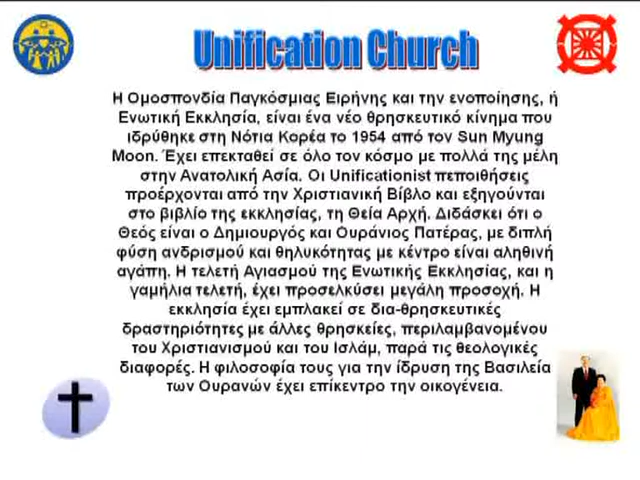 Unification Church
Η Ομοσπονδία Παγκόσμιας Ειρήνης και την ενοποίησης, ή
Ενωτική Εκκλησία, είναι ένα νέο θρησκευτικό κίνημα που
ιδρύθηκε στη Νότια Κορέα το 1954 από τον Sun Myung
Moon. Έχει επεκταθεί σε όλο τον κόσμο με πολλά της μέλη
στην Ανατολική Ασία. Οι Unificationist πεποιθήσεις
προέρχονται από την Χριστιανική Βίβλο και εξηγούνται
στο βιβλίο της εκκλησίας, τη Θεία Αρχή. Διδάσκει ότι ο
Θεός είναι ο Δημιουργός και Ουράνιος Πατέρας, με διπλή
φύση ανδρισμού και θηλυκότητας με κέντρο είναι αληθινή
αγάπη. Η τελετή Αγιασμού της Ενωτικής Εκκλησίας, και η
γαμήλια τελετή, έχει προσελκύσει μεγάλη προσοχή. Η
εκκλησία έχει εμπλακεί σε δια-θρησκευτικές
δραστηριότητες με άλλες θρησκείες, περιλαμβανομένου
του Χριστιανισμού και του Ισλάμ, παρά τις θεολογικές
διαφορές. Η φιλοσοφία τους για την ίδρυση της Βασιλεία
των Ουρανών έχει επίκεντρο την οικογένεια.